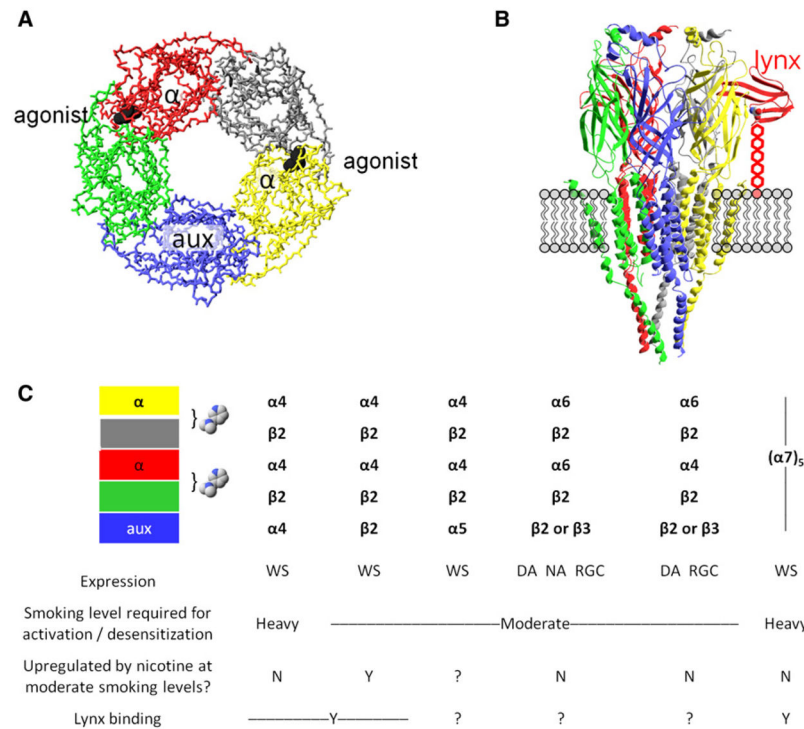 A
B
α
agonist
agonist
α
aux
lynx
C
α α4 α4 α4 α6 α6
} β2 β2 β2 β2 β2
α α4 α4 α4 α6 α4 (α7)5
} β2 β2 β2 β2 β2
aux α4 β2 α5 β2 or β3 β2 or β3
Expression WS WS WS DA NA RGC DA RGC WS
Smoking level required for
activation / desensitization Heavy Moderate Heavy
Upregulated by nicotine at
moderate smoking levels? N Y ? N N N Y
Lynx binding Y ? ? ? Y